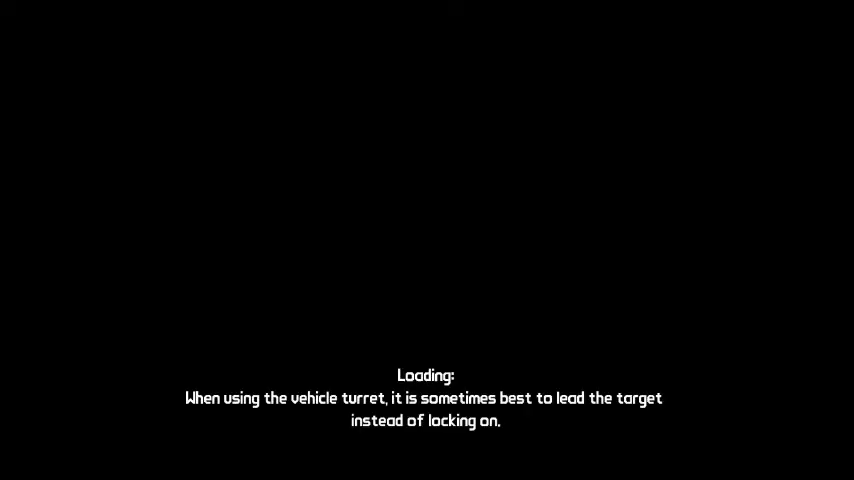 Loading:
When using the vehicle turret, it is sometimes best to lead the target
instead of locking on.